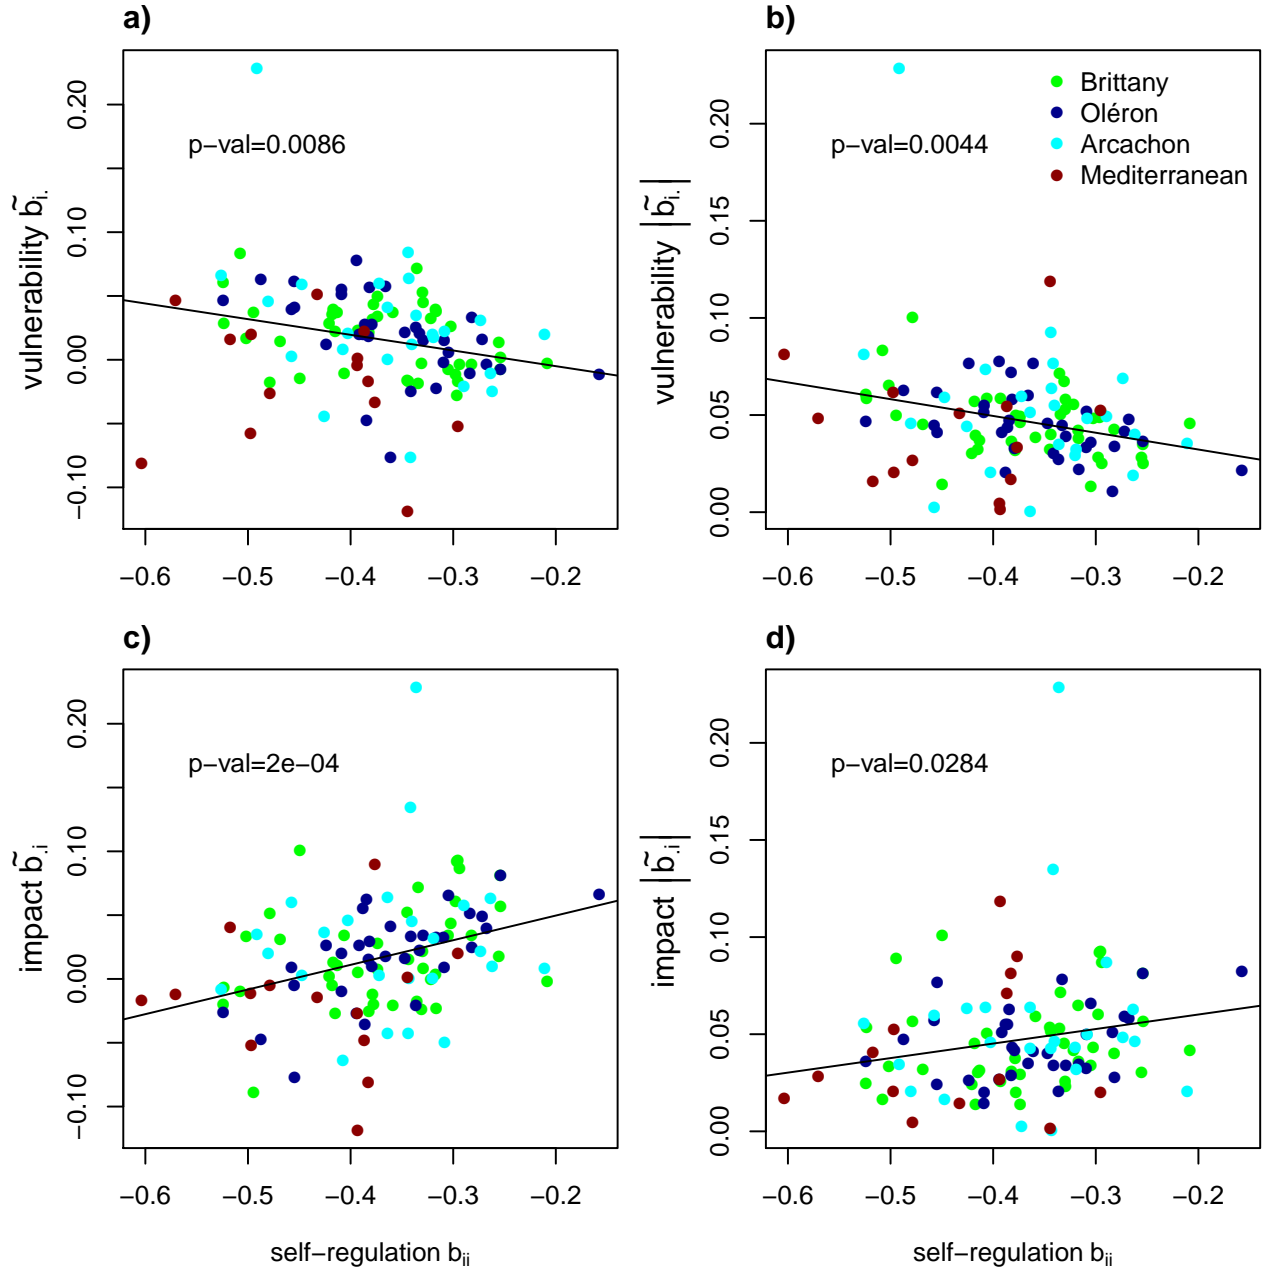 a)
p−val=0.0086
vulnerability b̃i.
0.20
0.10
0.00
−0.10
−0.6 −0.5 −0.4 −0.3 −0.2
b)
Brittany
Oléron
Arcachon
Mediterranean
p−val=0.0044
vulnerability |b̃i.|
0.20
0.15
0.10
0.05
0.00
−0.6 −0.5 −0.4 −0.3 −0.2
c)
p−val=2e−04
impact b̃.i
0.20
0.10
0.00
−0.10
−0.6 −0.5 −0.4 −0.3 −0.2
self−regulation bii
d)
p−val=0.0284
impact |b̃.i|
0.20
0.15
0.10
0.05
0.00
−0.6 −0.5 −0.4 −0.3 −0.2
self−regulation bii